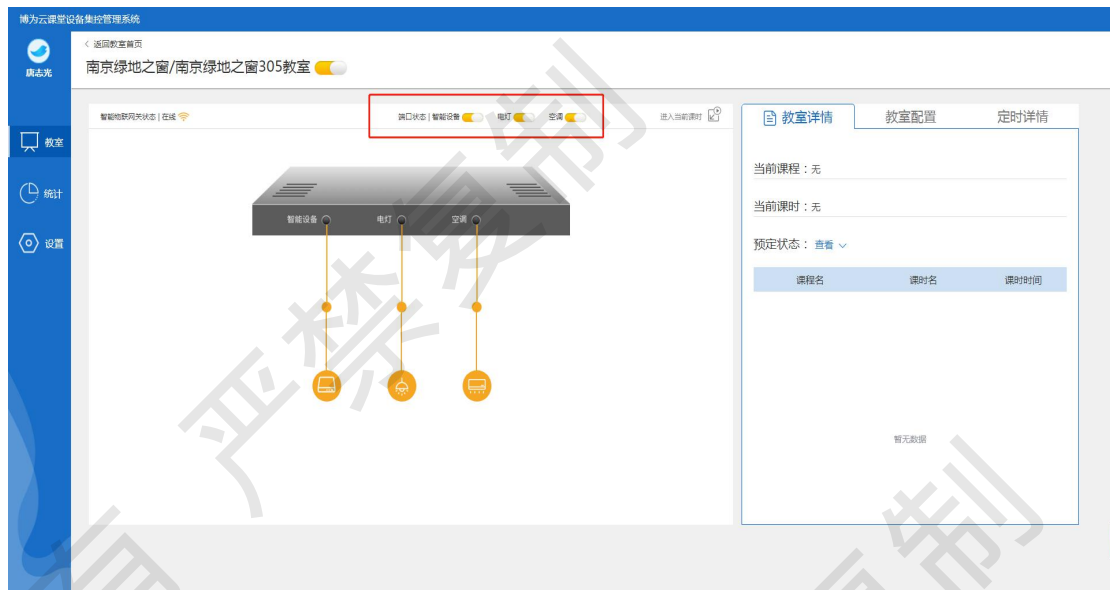 博为云课堂设备集控管理系统
唐志光
< 返回教室首页
南京绿地之窗/南京绿地之窗305教室
教室
统计
设置
智能物联网关状态 | 在线
端口状态 | 智能设备 电灯 空调
进入当前课时
智能设备 电灯 空调
教室详情 教室配置 定时详情
当前课程：无
当前课时：无
预定状态： 查看
课程名 课时名 课时时间
暂无数据
严禁复制
有
复制